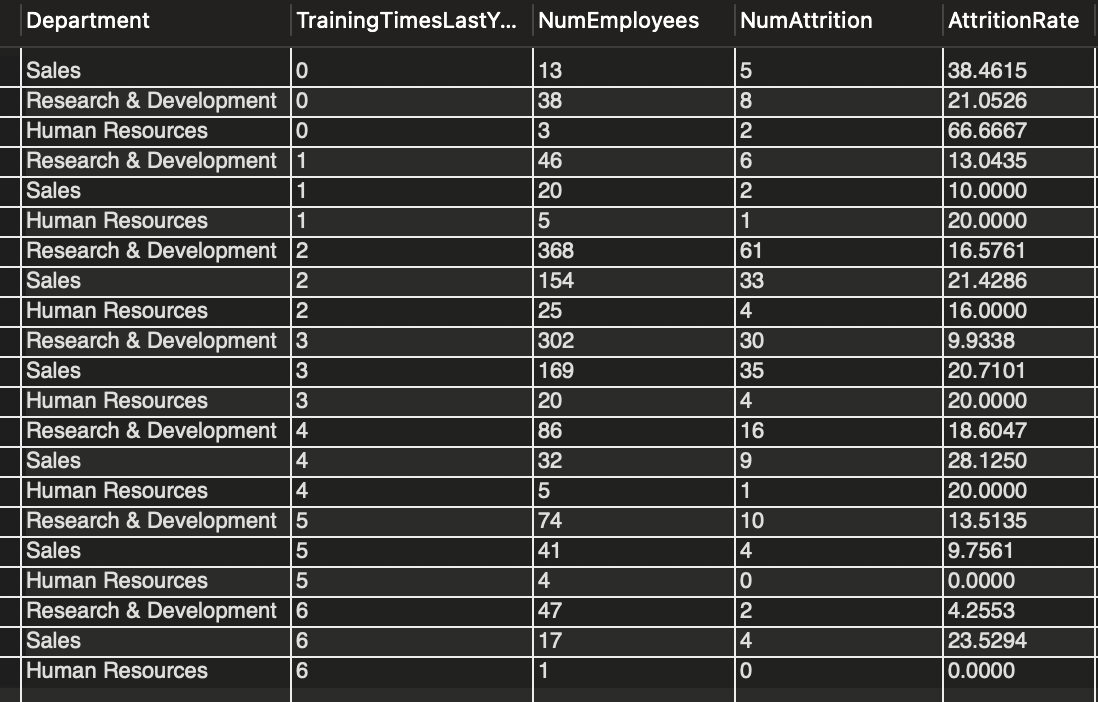 Department TrainingTimesLastY... NumEmployees NumAttrition AttritionRate
Sales 0 13 5 38.4615
Research & Development 0 38 8 21.0526
Human Resources 0 3 2 66.6667
Research & Development 1 46 6 13.0435
Sales 1 20 2 10.0000
Human Resources 1 5 1 20.0000
Research & Development 2 368 61 16.5761
Sales 2 154 33 21.4286
Human Resources 2 25 4 16.0000
Research & Development 3 302 30 9.9338
Sales 3 169 35 20.7101
Human Resources 3 20 4 20.0000
Research & Development 4 86 16 18.6047
Sales 4 32 9 28.1250
Human Resources 4 5 1 20.0000
Research & Development 5 74 10 13.5135
Sales 5 41 4 9.7561
Human Resources 5 4 0 0.0000
Research & Development 6 47 2 4.2553
Sales 6 17 4 23.5294
Human Resources 6 1 0 0.0000